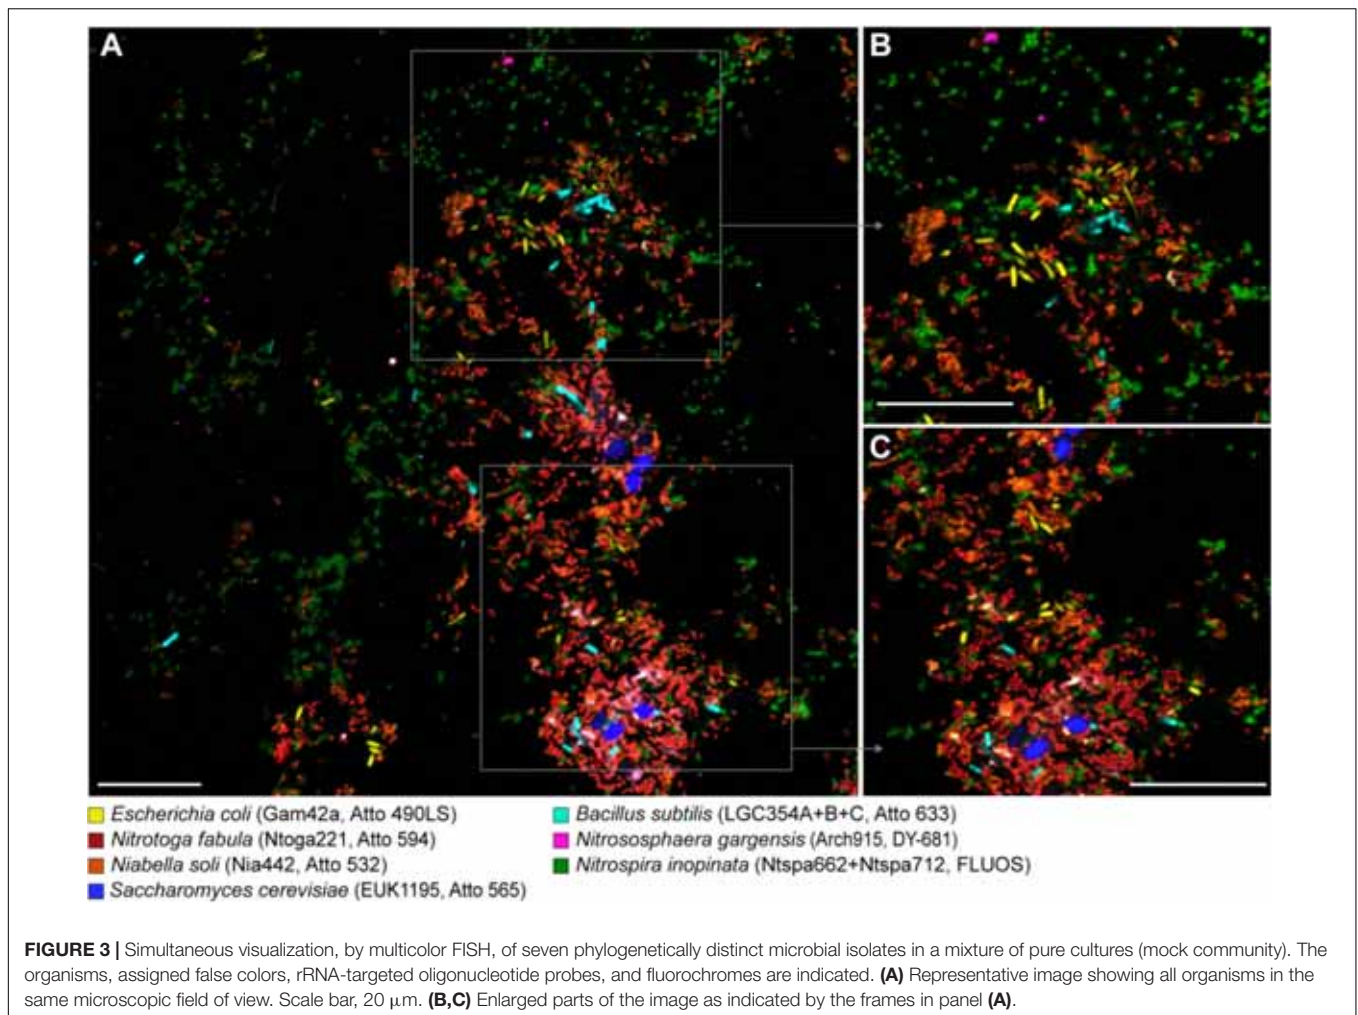 A
B
C
Escherichia coli (Gam42a, Atto 490LS)
Nitrotoga fabula (Ntoga221, Atto 594)
Niabella soli (Nia442, Atto 532)
Saccharomyces cerevisiae (EUK1195, Atto 565)
Bacillus subtilis (LGC354A+B+C, Atto 633)
Nitrososphaera gargensis (Arch915, DY-681)
Nitrospira inopinata (Ntspa662+Ntspa712, FLUOS)
FIGURE 3 | Simultaneous visualization, by multicolor FISH, of seven phylogenetically distinct microbial isolates in a mixture of pure cultures (mock community). The
organisms, assigned false colors, rRNA-targeted oligonucleotide probes, and fluorochromes are indicated. (A) Representative image showing all organisms in the
same microscopic field of view. Scale bar, 20 μm. (B,C) Enlarged parts of the image as indicated by the frames in panel (A).